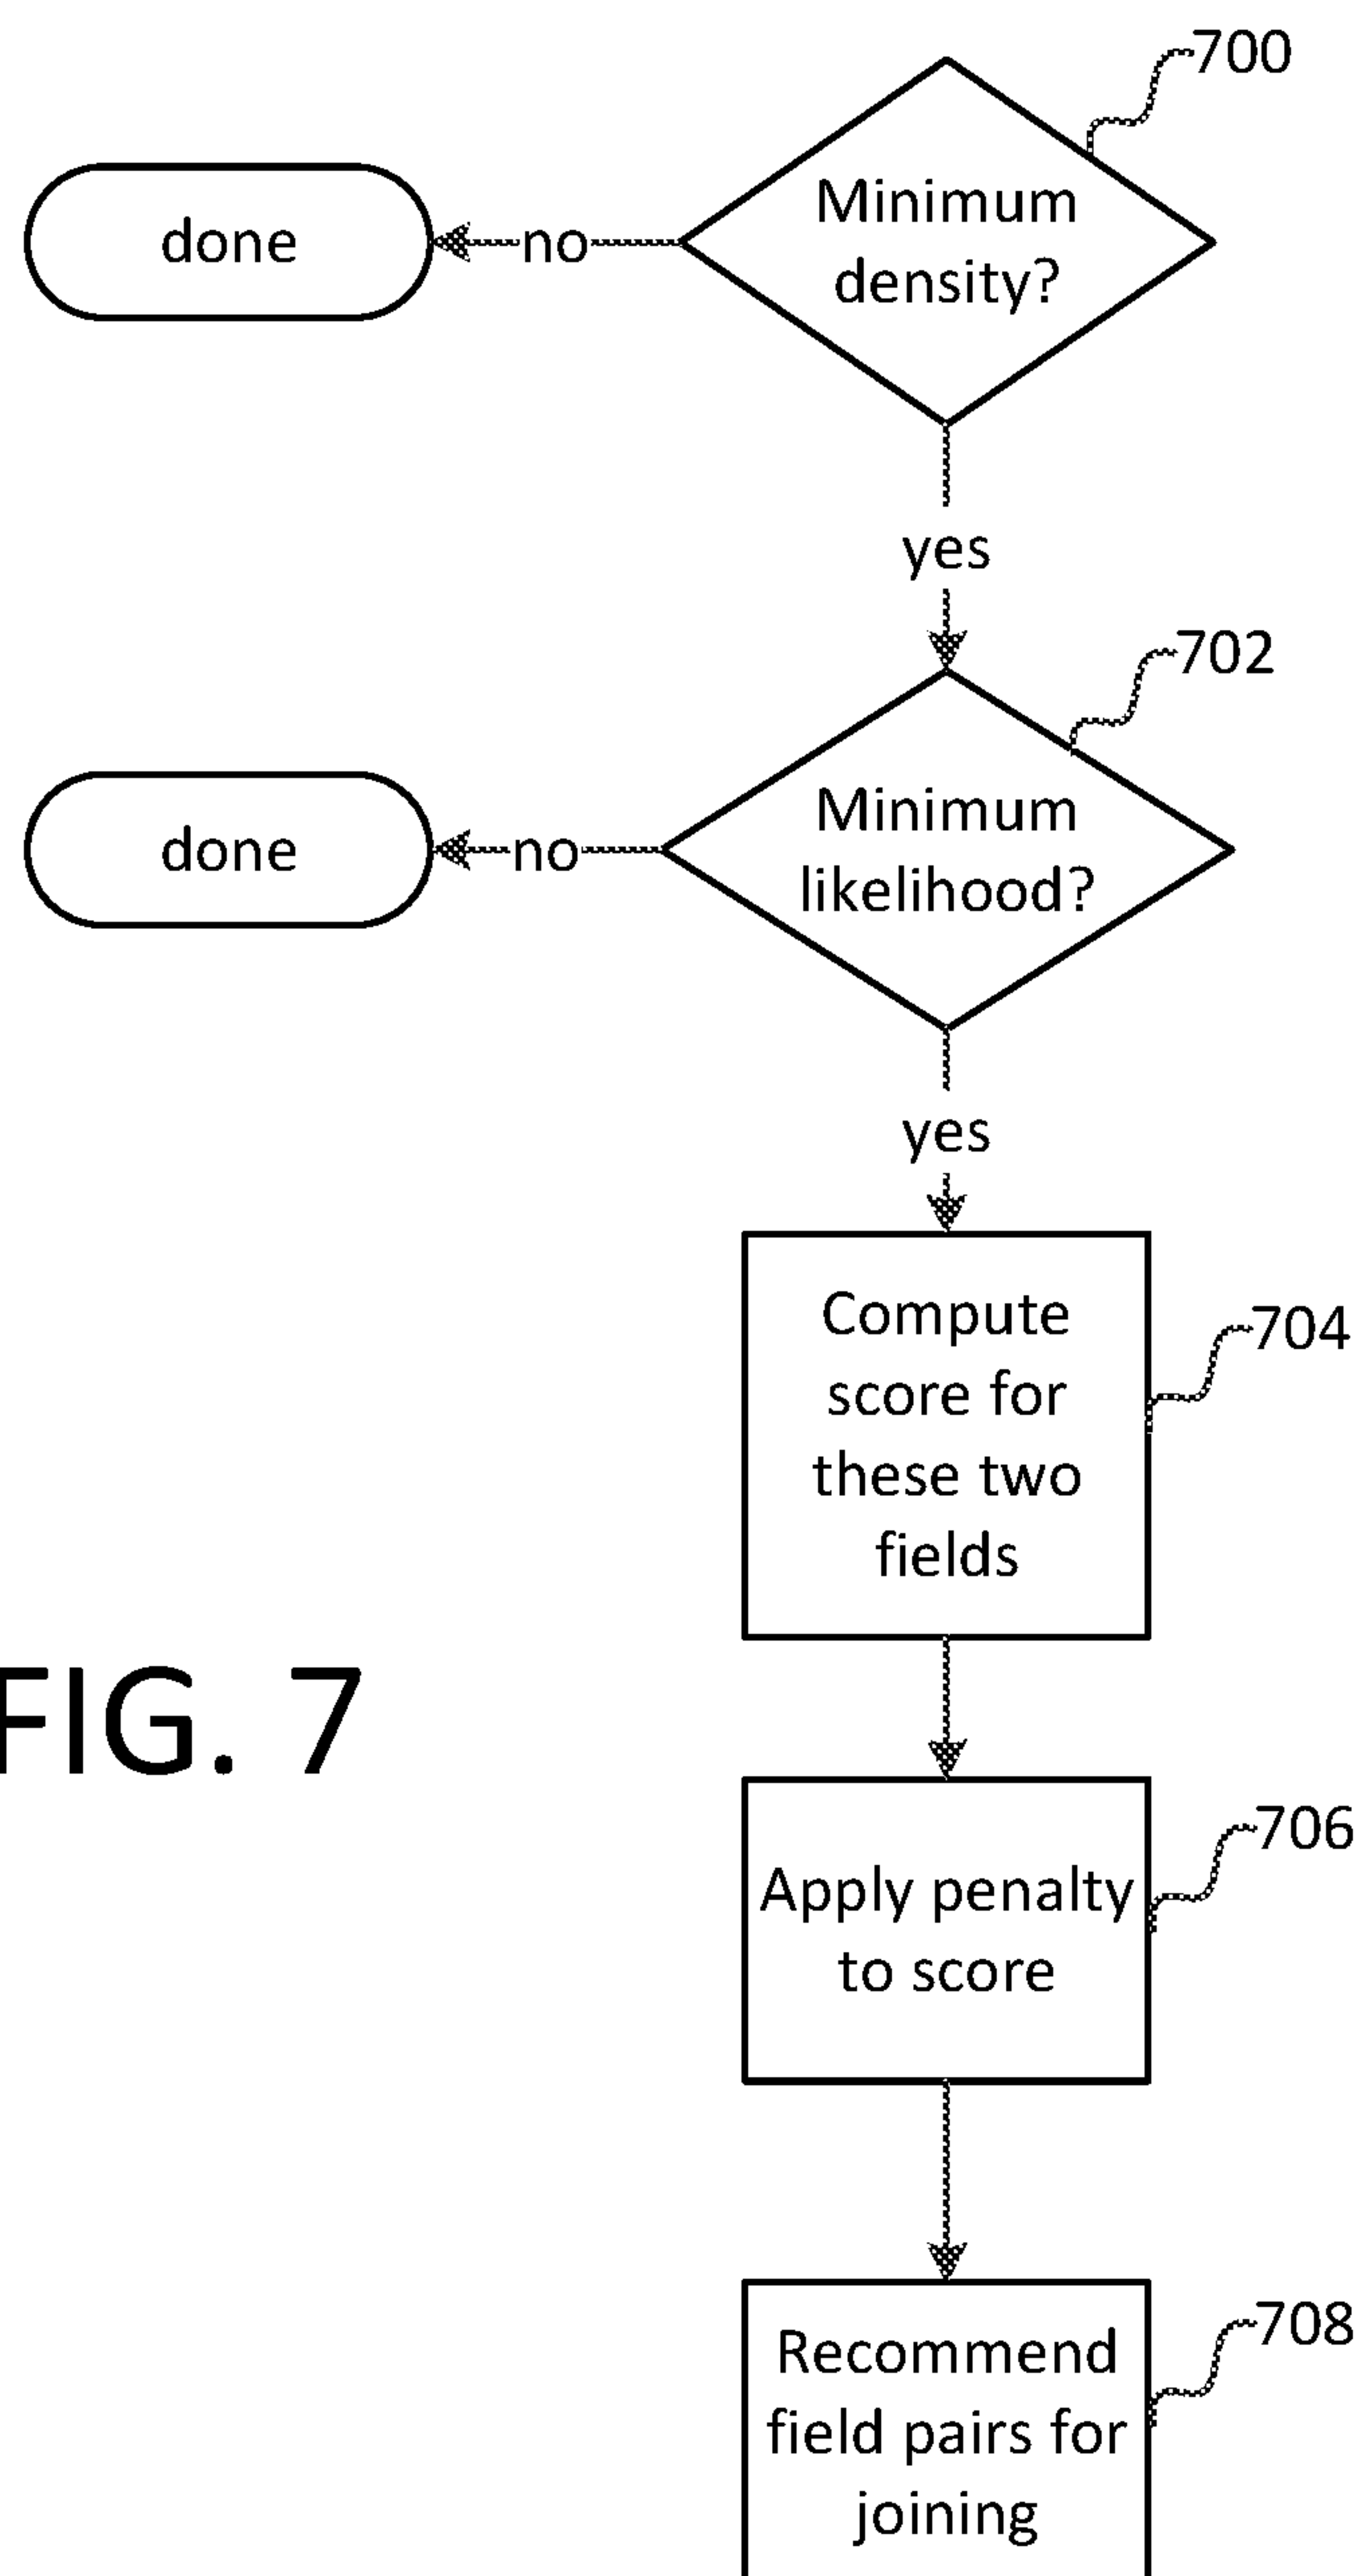 700
Minimum
density?
no
done
yes
702
Minimum
likelihood?
no
done
yes
704
Compute
score for
these two
fields
FIG. 7
706
Apply penalty
to score
708
Recommend
field pairs for
joining